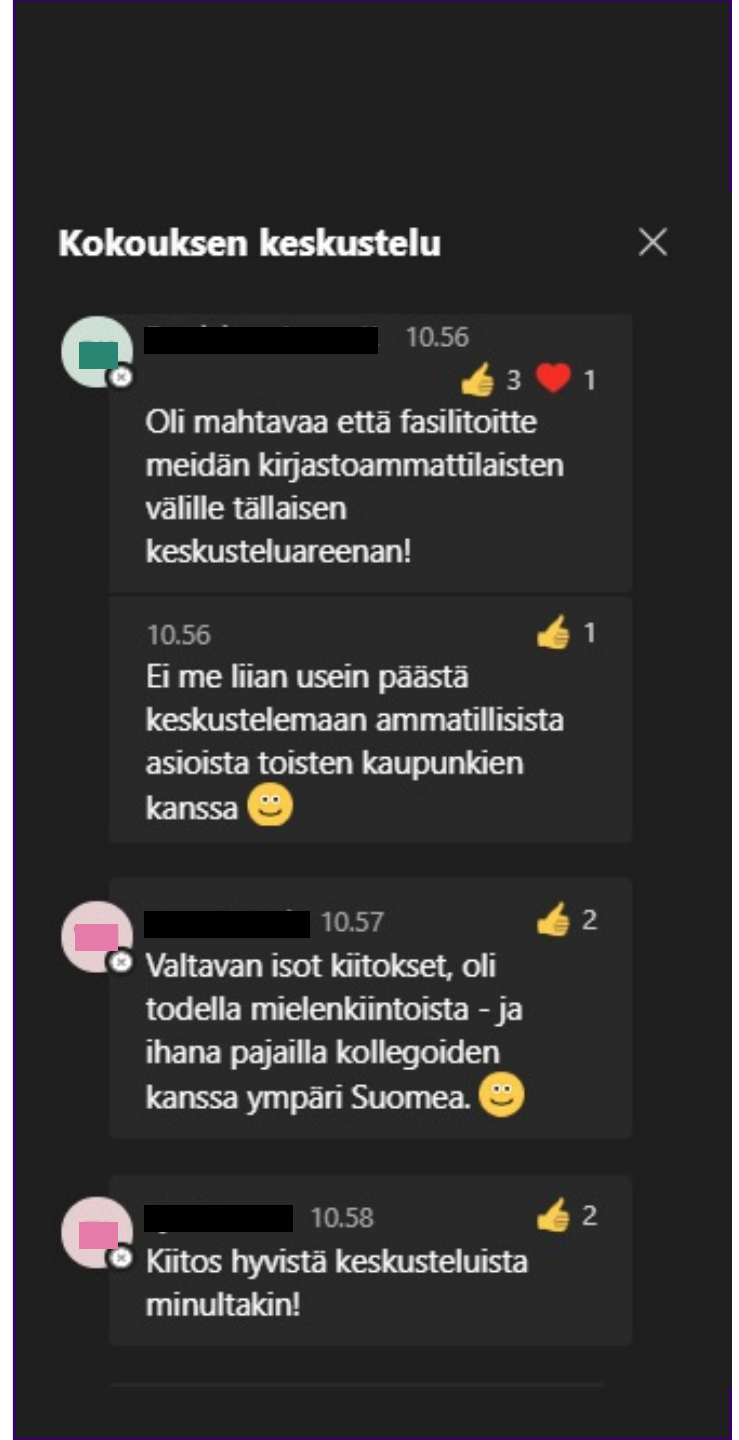 Kokouksen keskustelu
10.56
3 1
Oli mahtavaa että fasilitoitte
meidän kirjastoammattilaisten
välille tällaisen
keskusteluareenan!
10.56 1
Ei me liian usein päästä
keskustelemaan ammatillisista
asioista toisten kaupunkien
kanssa
10.57 2
Valtavan isot kiitokset, oli
todella mielenkiintoista - ja
ihana pajailla kollegoiden
kanssa ympäri Suomea.
10.58 2
Kiitos hyvistä keskusteluista
minultakin!